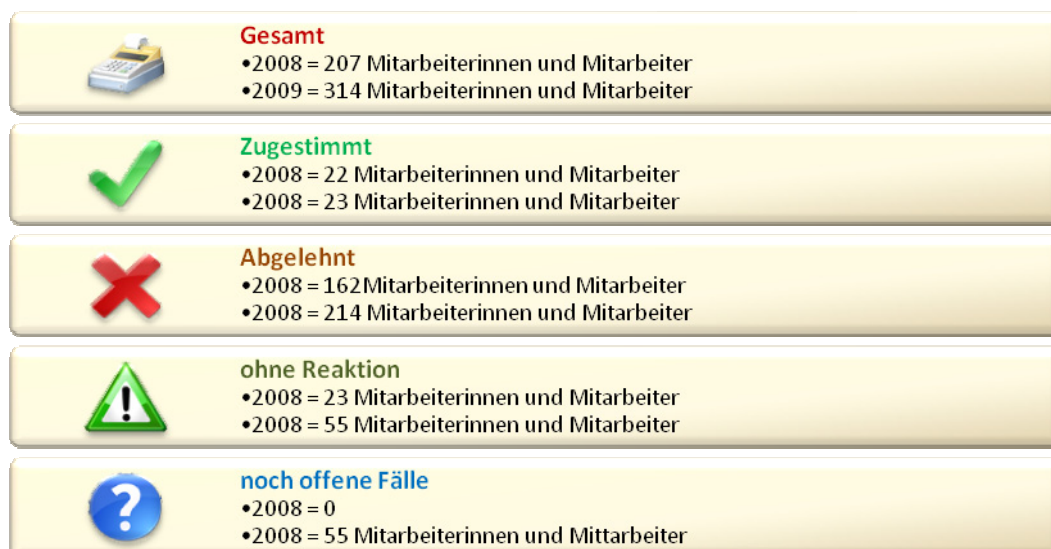 Gesamt
•2008 = 207 Mitarbeiterinnen und Mitarbeiter
•2009 = 314 Mitarbeiterinnen und Mitarbeiter
Zugestimmt
•2008 = 22 Mitarbeiterinnen und Mitarbeiter
•2008 = 23 Mitarbeiterinnen und Mitarbeiter
Abgelehnt
•2008 = 162Mitarbeiterinnen und Mitarbeiter
•2008 = 214 Mitarbeiterinnen und Mitarbeiter
ohne Reaktion
•2008 = 23 Mitarbeiterinnen und Mitarbeiter
•2008 = 55 Mitarbeiterinnen und Mitarbeiter
noch offene Fälle
•2008 = 0
•2008 = 55 Mitarbeiterinnen und Mittarbeiter